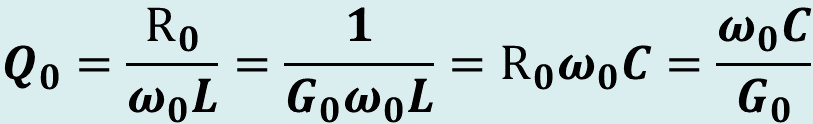 Q₀ = R₀/ω₀L = 1/G₀ω₀L = R₀ω₀C = ω₀C/G₀